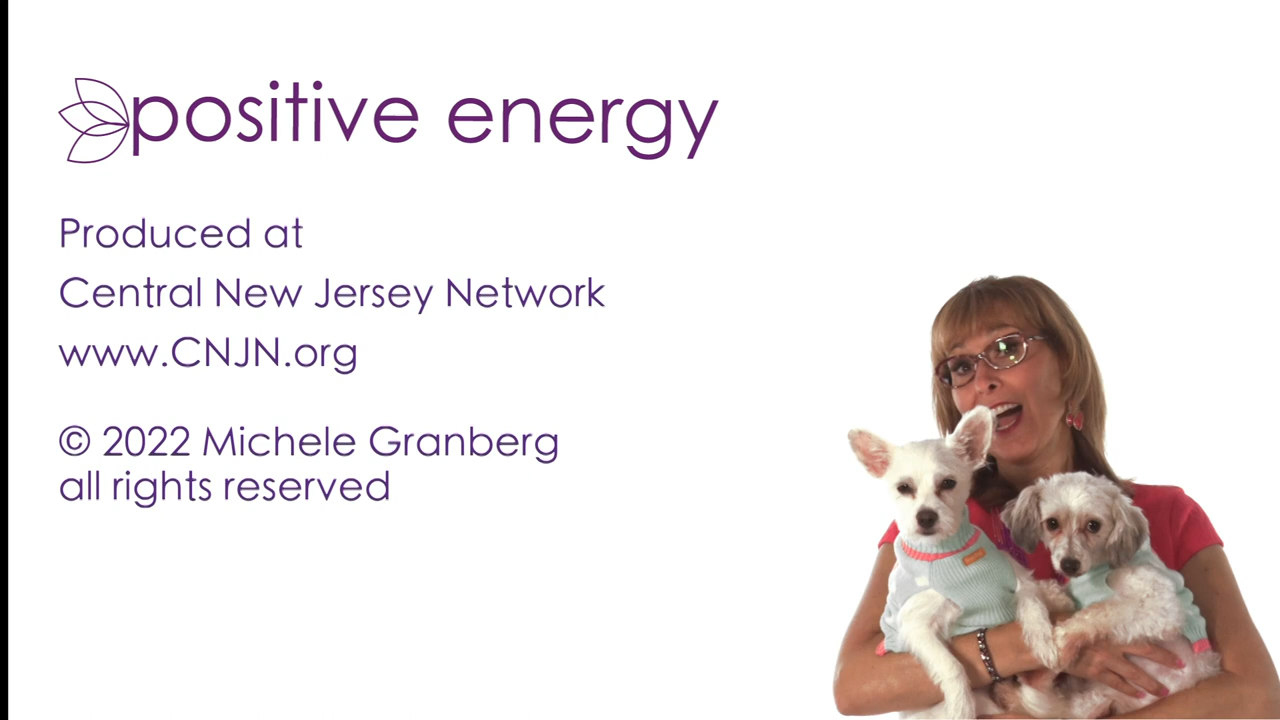 positive energy
Produced at
Central New Jersey Network
www.CNJN.org
© 2022 Michele Granberg
all rights reserved